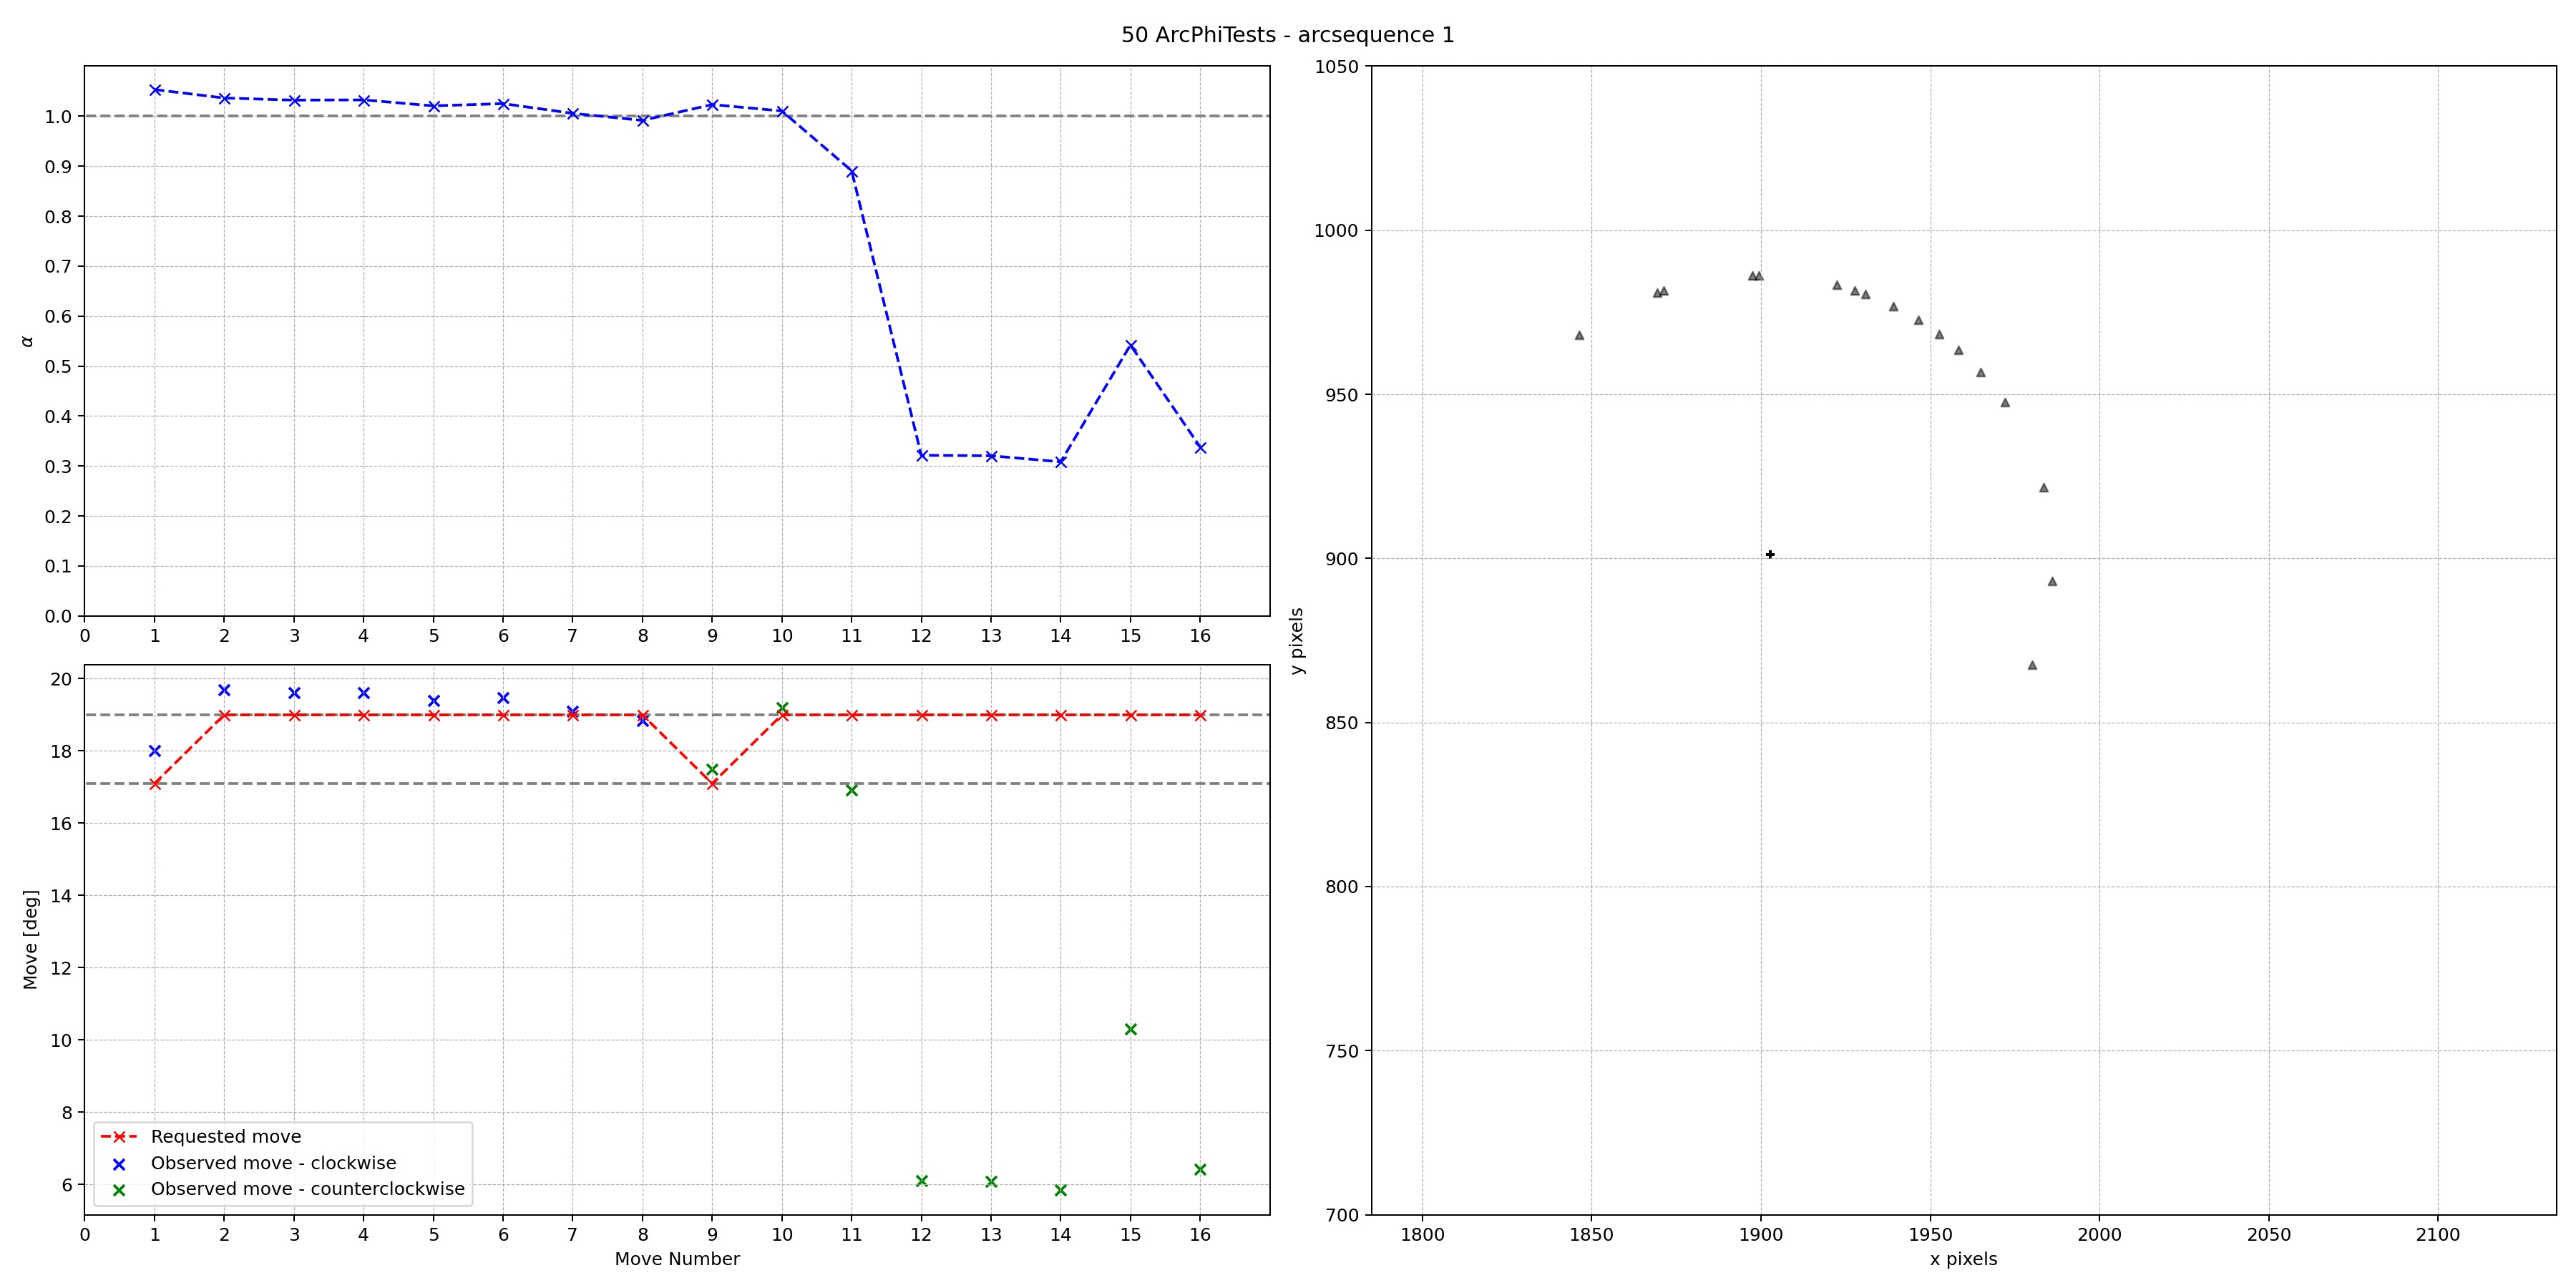 50 ArcPhiTests - arcsequence 1
1.0
0.9
0.8
0.7
0.6
0.5
0.4
0.3
0.2
0.1
0.0
α
0 1 2 3 4 5 6 7 8 9 10 11 12 13 14 15 16
20
18
16
14
12
10
8
6
Move [deg]
Requested move
Observed move - clockwise
Observed move - counterclockwise
0 1 2 3 4 5 6 7 8 9 10 11 12 13 14 15 16
Move Number
1050
1000
950
900
850
800
750
700
y pixels
1800 1850 1900 1950 2000 2050 2100
x pixels